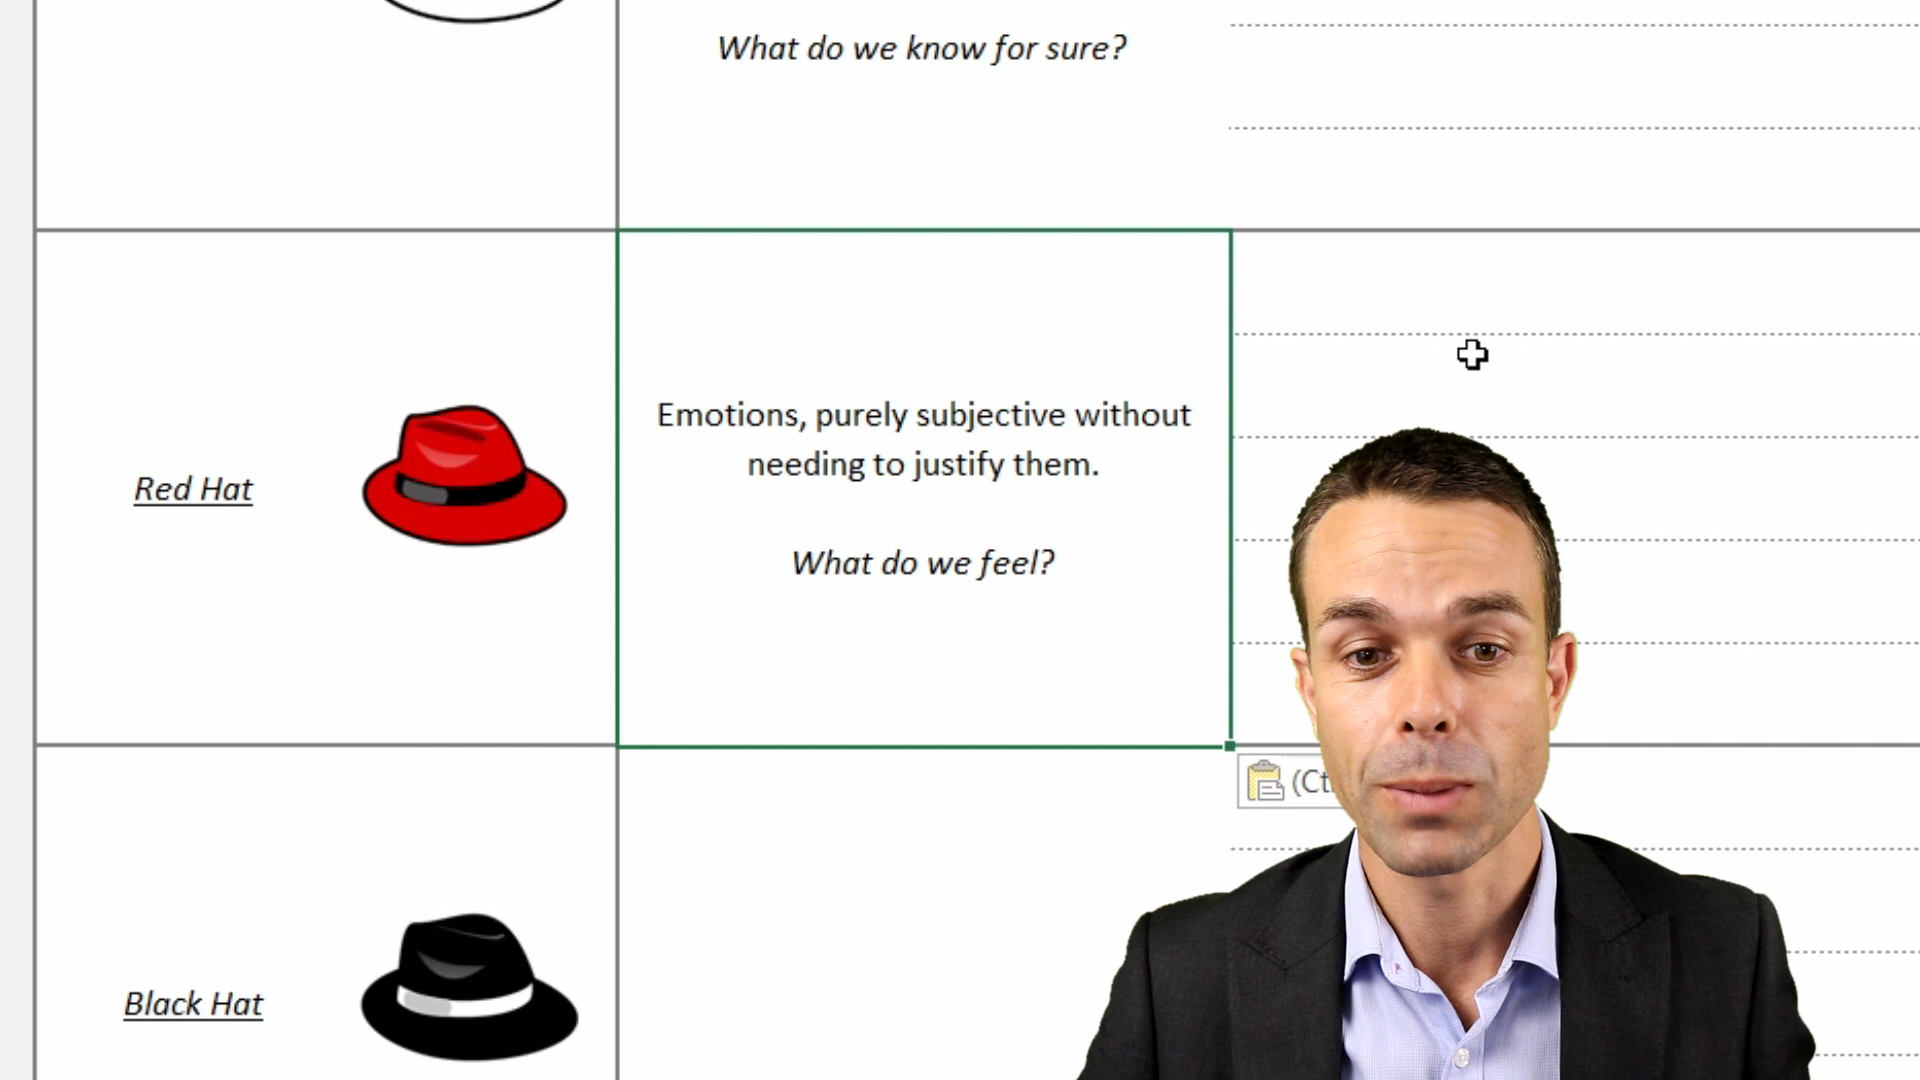 What do we know for sure?
Red Hat
Emotions, purely subjective without
needing to justify them.
What do we feel?
(Ct
Black Hat